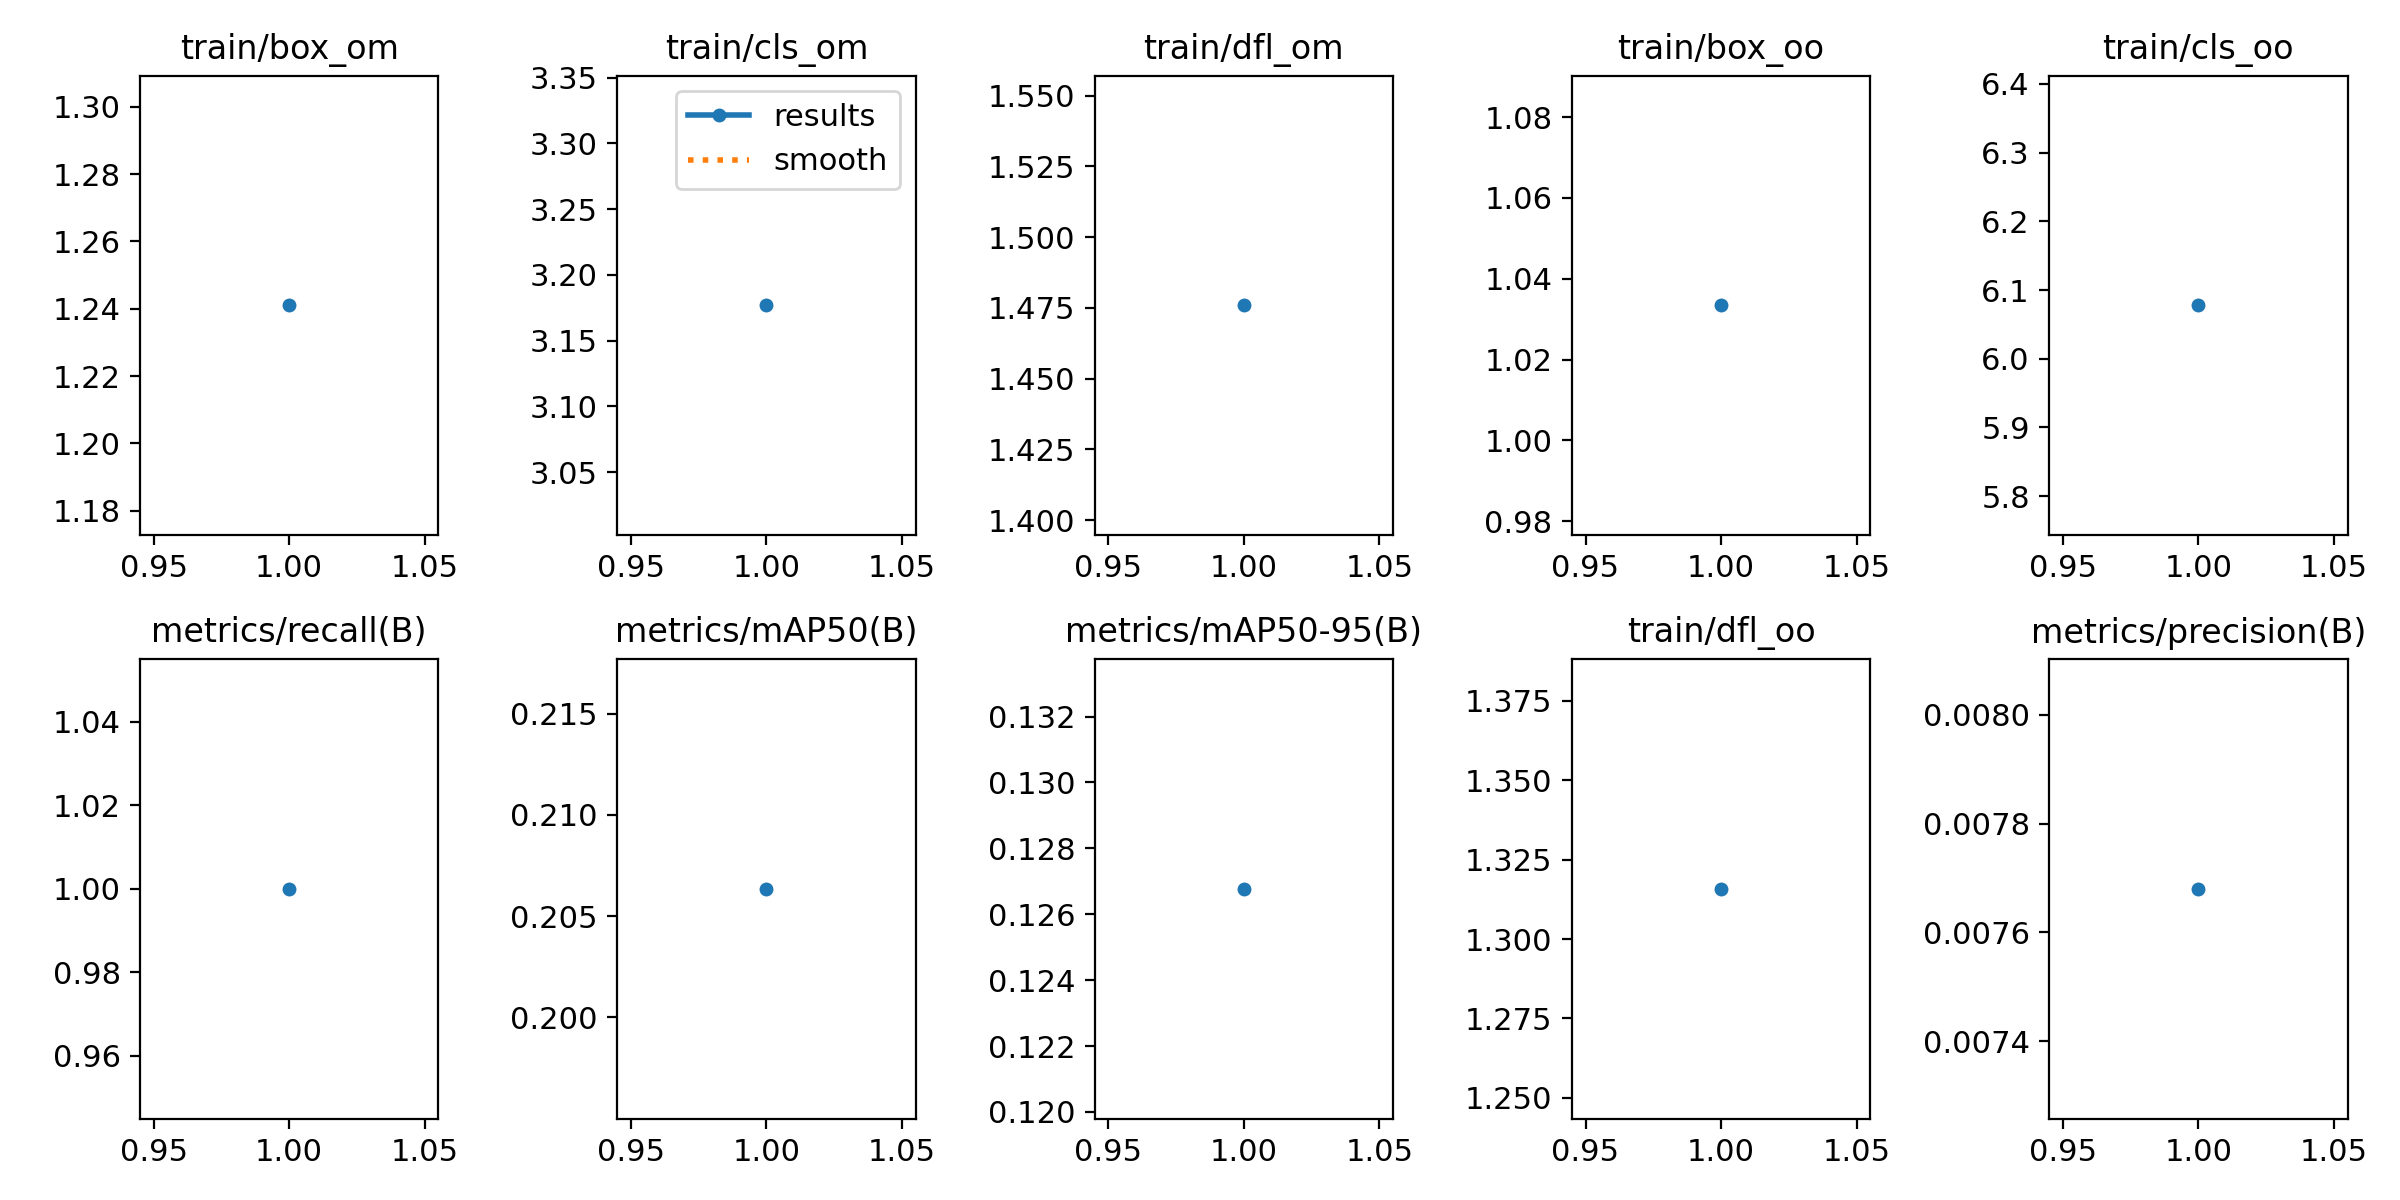 train/box_om
1.30
1.28
1.26
1.24
1.22
1.20
1.18
0.95 1.00 1.05
train/cls_om
3.35
3.30
3.25
3.20
3.15
3.10
3.05
results
smooth
0.95 1.00 1.05
train/dfl_om
1.550
1.525
1.500
1.475
1.450
1.425
1.400
0.95 1.00 1.05
train/box_oo
1.08
1.06
1.04
1.02
1.00
0.98
0.95 1.00 1.05
train/cls_oo
6.4
6.3
6.2
6.1
6.0
5.9
5.8
0.95 1.00 1.05
metrics/recall(B)
1.04
1.02
1.00
0.98
0.96
0.95 1.00 1.05
metrics/mAP50(B)
0.215
0.210
0.205
0.200
0.95 1.00 1.05
metrics/mAP50-95(B)
0.132
0.130
0.128
0.126
0.124
0.122
0.120
0.95 1.00 1.05
train/dfl_oo
1.375
1.350
1.325
1.300
1.275
1.250
0.95 1.00 1.05
metrics/precision(B)
0.0080
0.0078
0.0076
0.0074
0.95 1.00 1.05